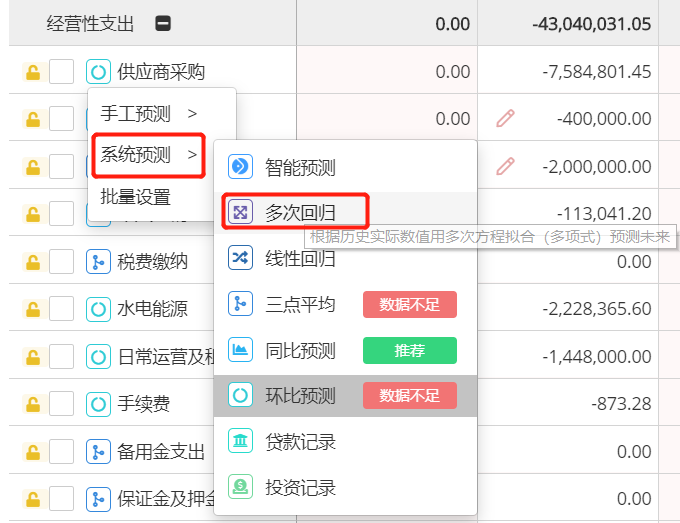 经营性支出 0.00 -43,040,031.05
供应商采购 0.00 -7,584,801.45
手工预测 >
0.00 -400,000.00
系统预测 >
智能预测 -2,000,000.00
批量设置
多次回归 -113,041.20
根据历史实际数值用多次方程拟合（多项式）预测未来
税费缴纳 线性回归 0.00
水电能源 三点平均 数据不足 -2,228,365.60
日常运营及 同比预测 推荐 -1,448,000.00
手续费 环比预测 数据不足 -873.28
备用金支出 贷款记录 0.00
保证金及押金 投资记录 0.00